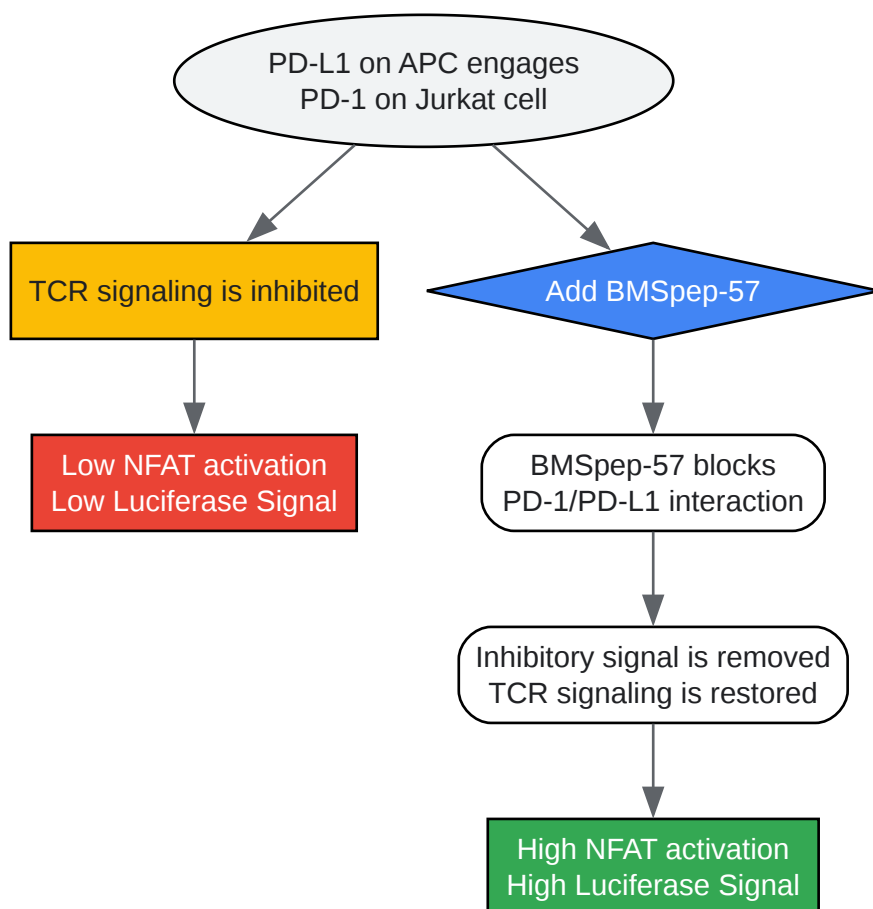 PD-L1 on APC engages
PD-1 on Jurkat cell
TCR signaling is inhibited
Add BMSpep-57
Low NFAT activation
Low Luciferase Signal
BMSpep-57 blocks
PD-1/PD-L1 interaction
Inhibitory signal is removed
TCR signaling is restored
High NFAT activation
High Luciferase Signal